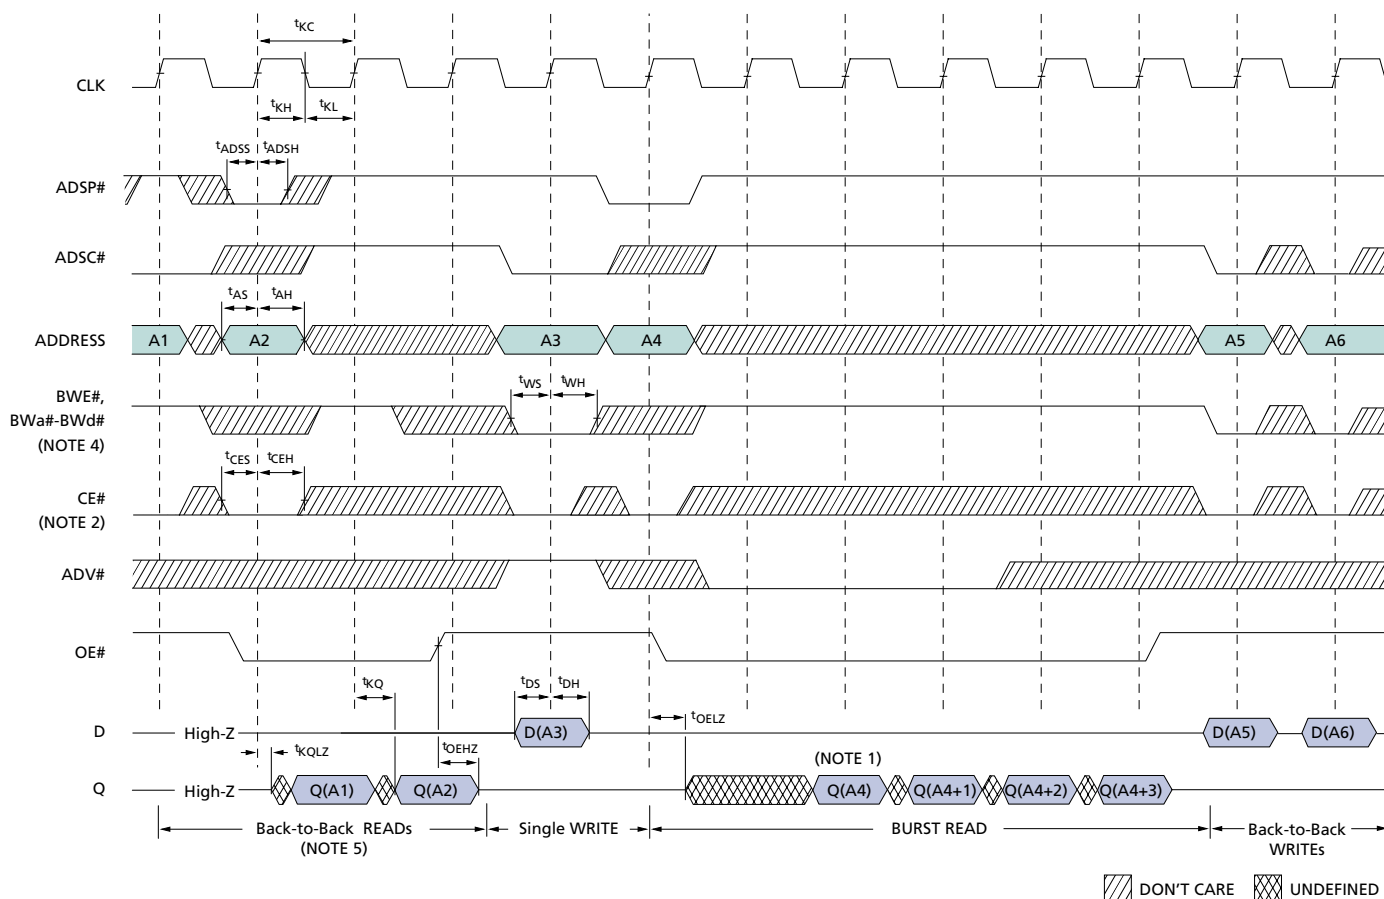 tKC
CLK
tKH
tKL
tADSS
tADSH
ADSP#
ADSC#
tAS
tAH
ADDRESS
A1
A2
A3
A4
A5
A6
BWE#,
BWa#-BWd#
(NOTE 4)
tWS
tWH
tCES
tCEH
CE#
(NOTE 2)
ADV#
OE#
tKQ
tDS
tDH
tOELZ
D
High-Z
D(A3)
D(A5)
D(A6)
tKQLZ
tOEHZ
(NOTE 1)
Q
High-Z
Q(A1)
Q(A2)
Q(A4)
Q(A4+1)
Q(A4+2)
Q(A4+3)
Back-to-Back READs
(NOTE 5)
Single WRITE
BURST READ
Back-to-Back
WRITEs
DON'T CARE
UNDEFINED